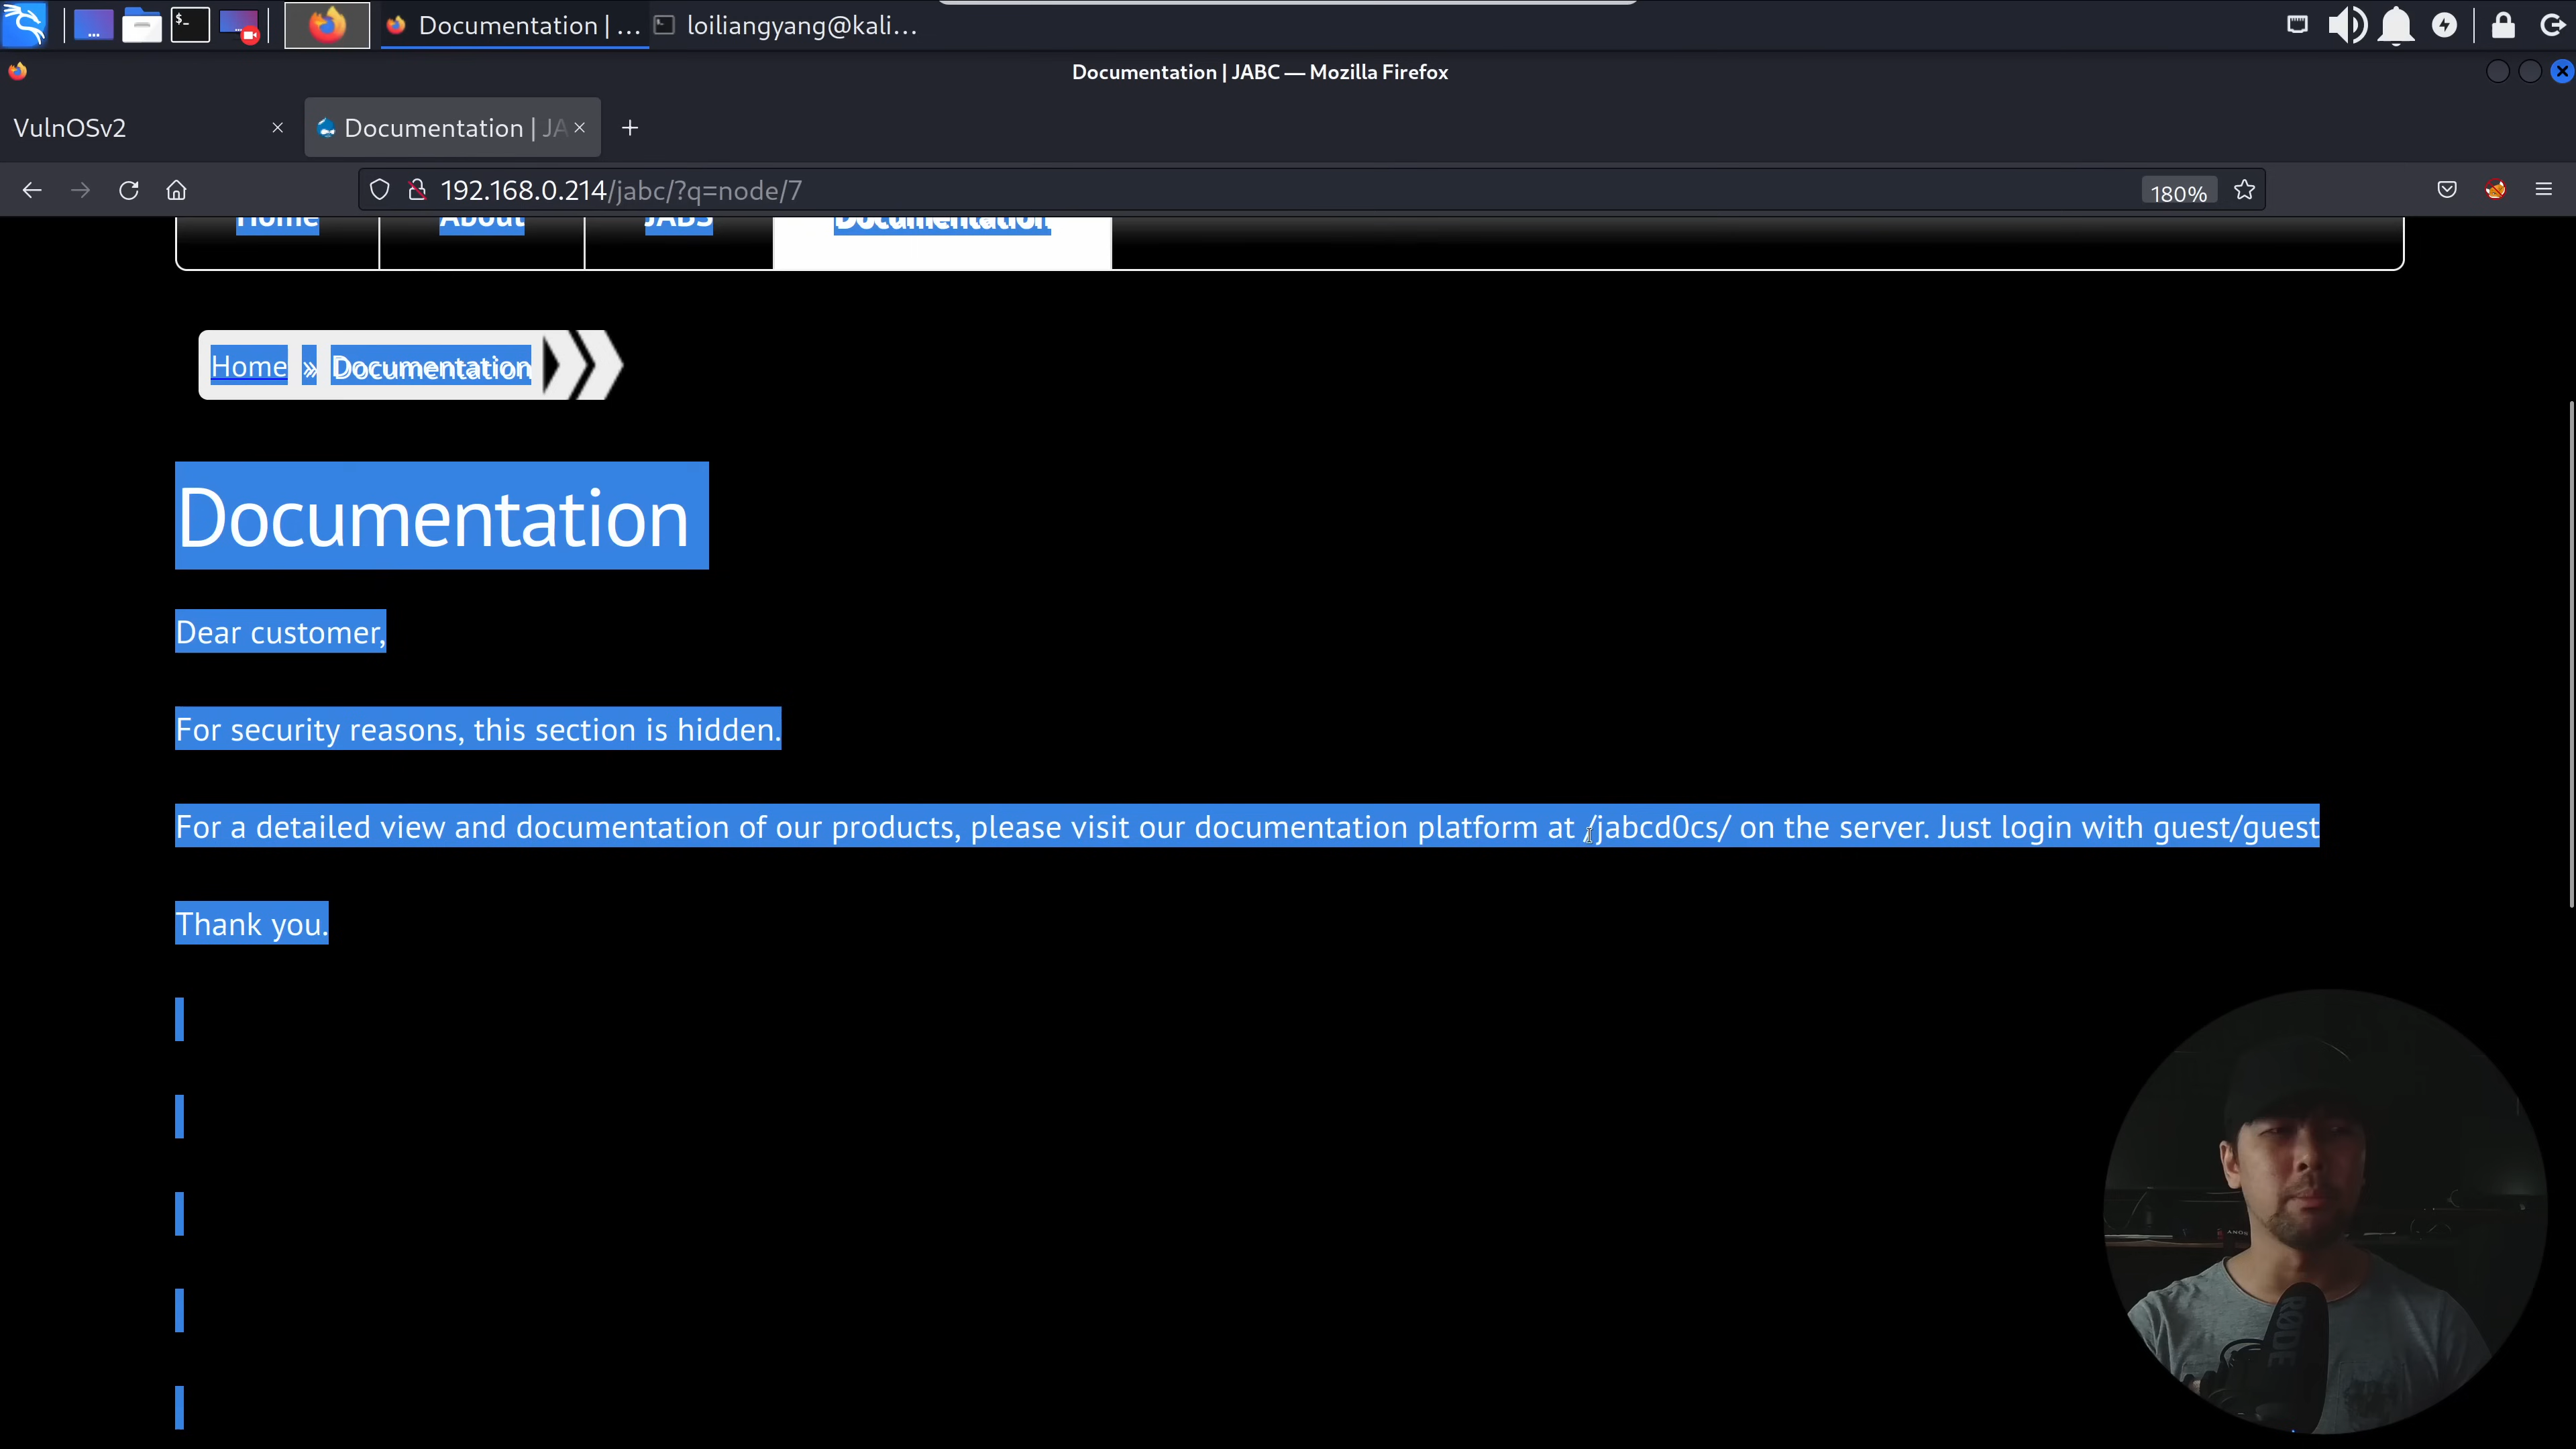 Documentation | ...
loiliangyang@kali...
Documentation | JABC — Mozilla Firefox
VulnOSv2
Documentation | JA
192.168.0.214/jabc/?q=node/7
180%
Home
About
JABS
Documentation
Home » Documentation
Documentation
Dear customer,
For security reasons, this section is hidden.
For a detailed view and documentation of our products, please visit our documentation platform at /jabcd0cs/ on the server. Just login with guest/guest
Thank you.
RØDE